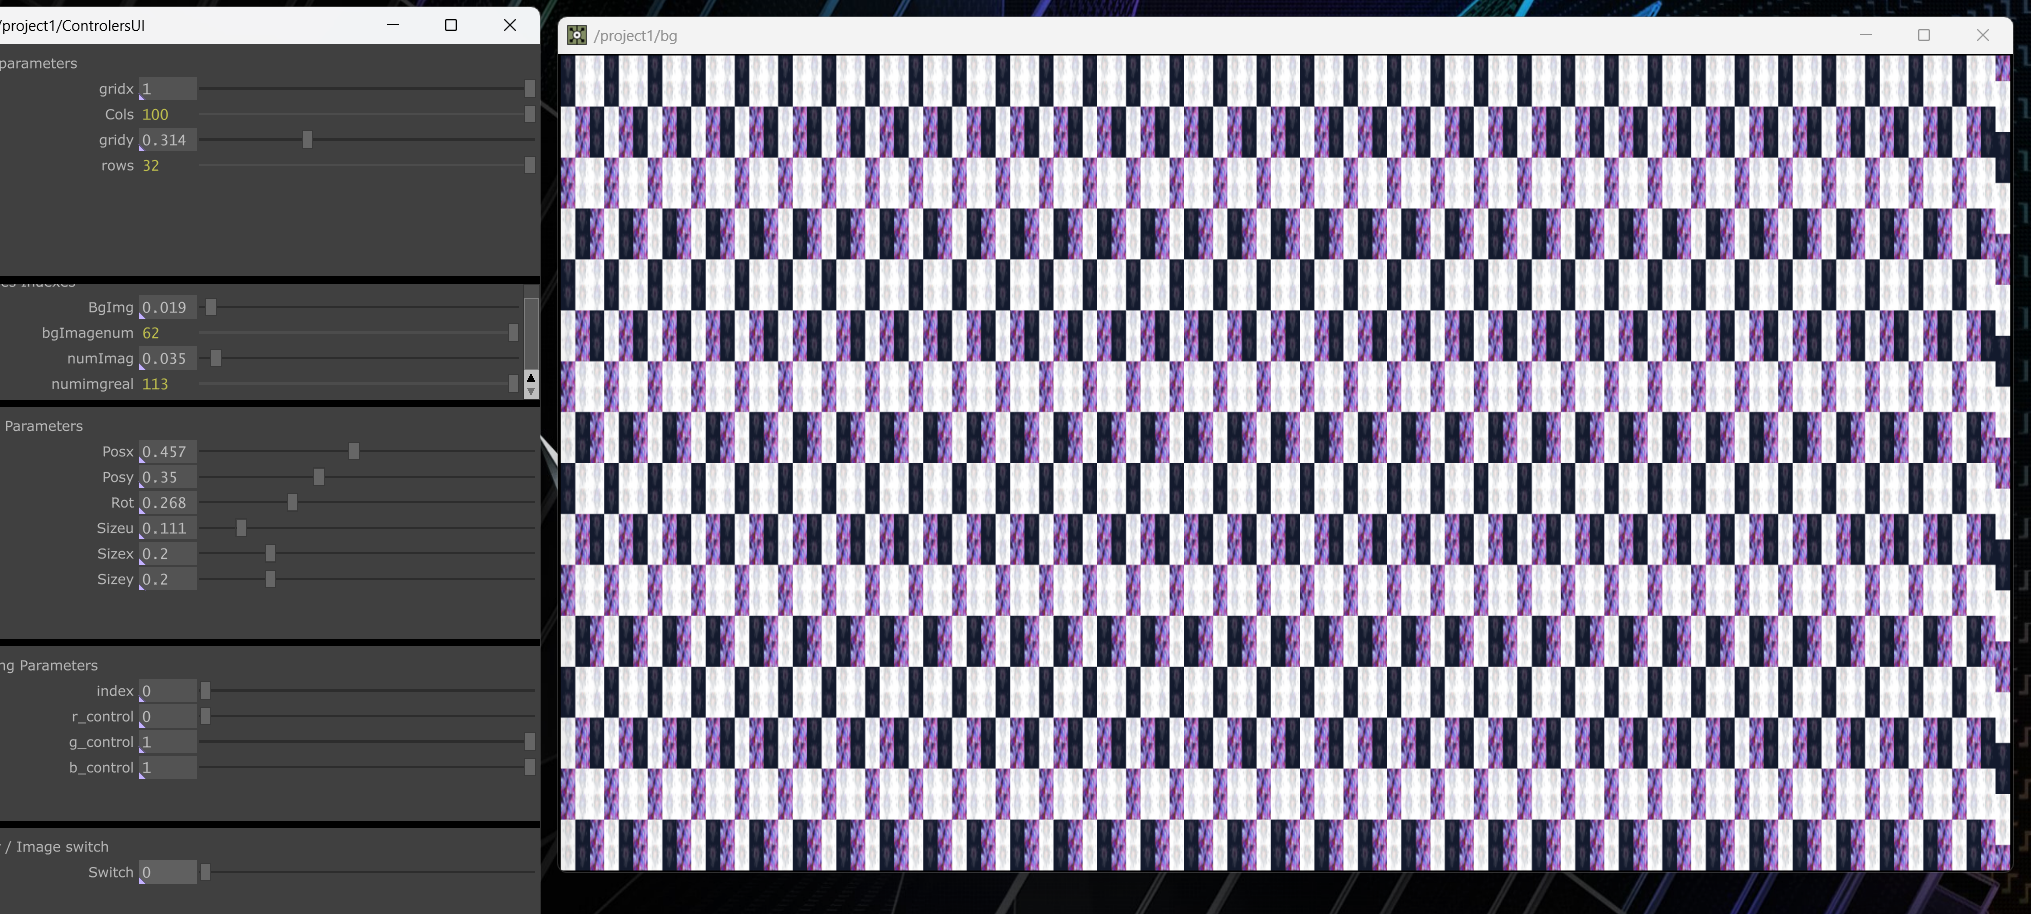 /project1/ControlersUI
parameters
gridx 1
Cols 100
gridy 0.314
rows 32
es Indexes
BgImg 0.019
bgImagenum 62
numImag 0.035
numimgreal 113
Parameters
Posx 0.457
Posy 0.35
Rot 0.268
Sizeu 0.111
Sizex 0.2
Sizey 0.2
ng Parameters
index 0
r_control 0
g_control 1
b_control 1
/ Image switch
Switch 0
/project1/bg